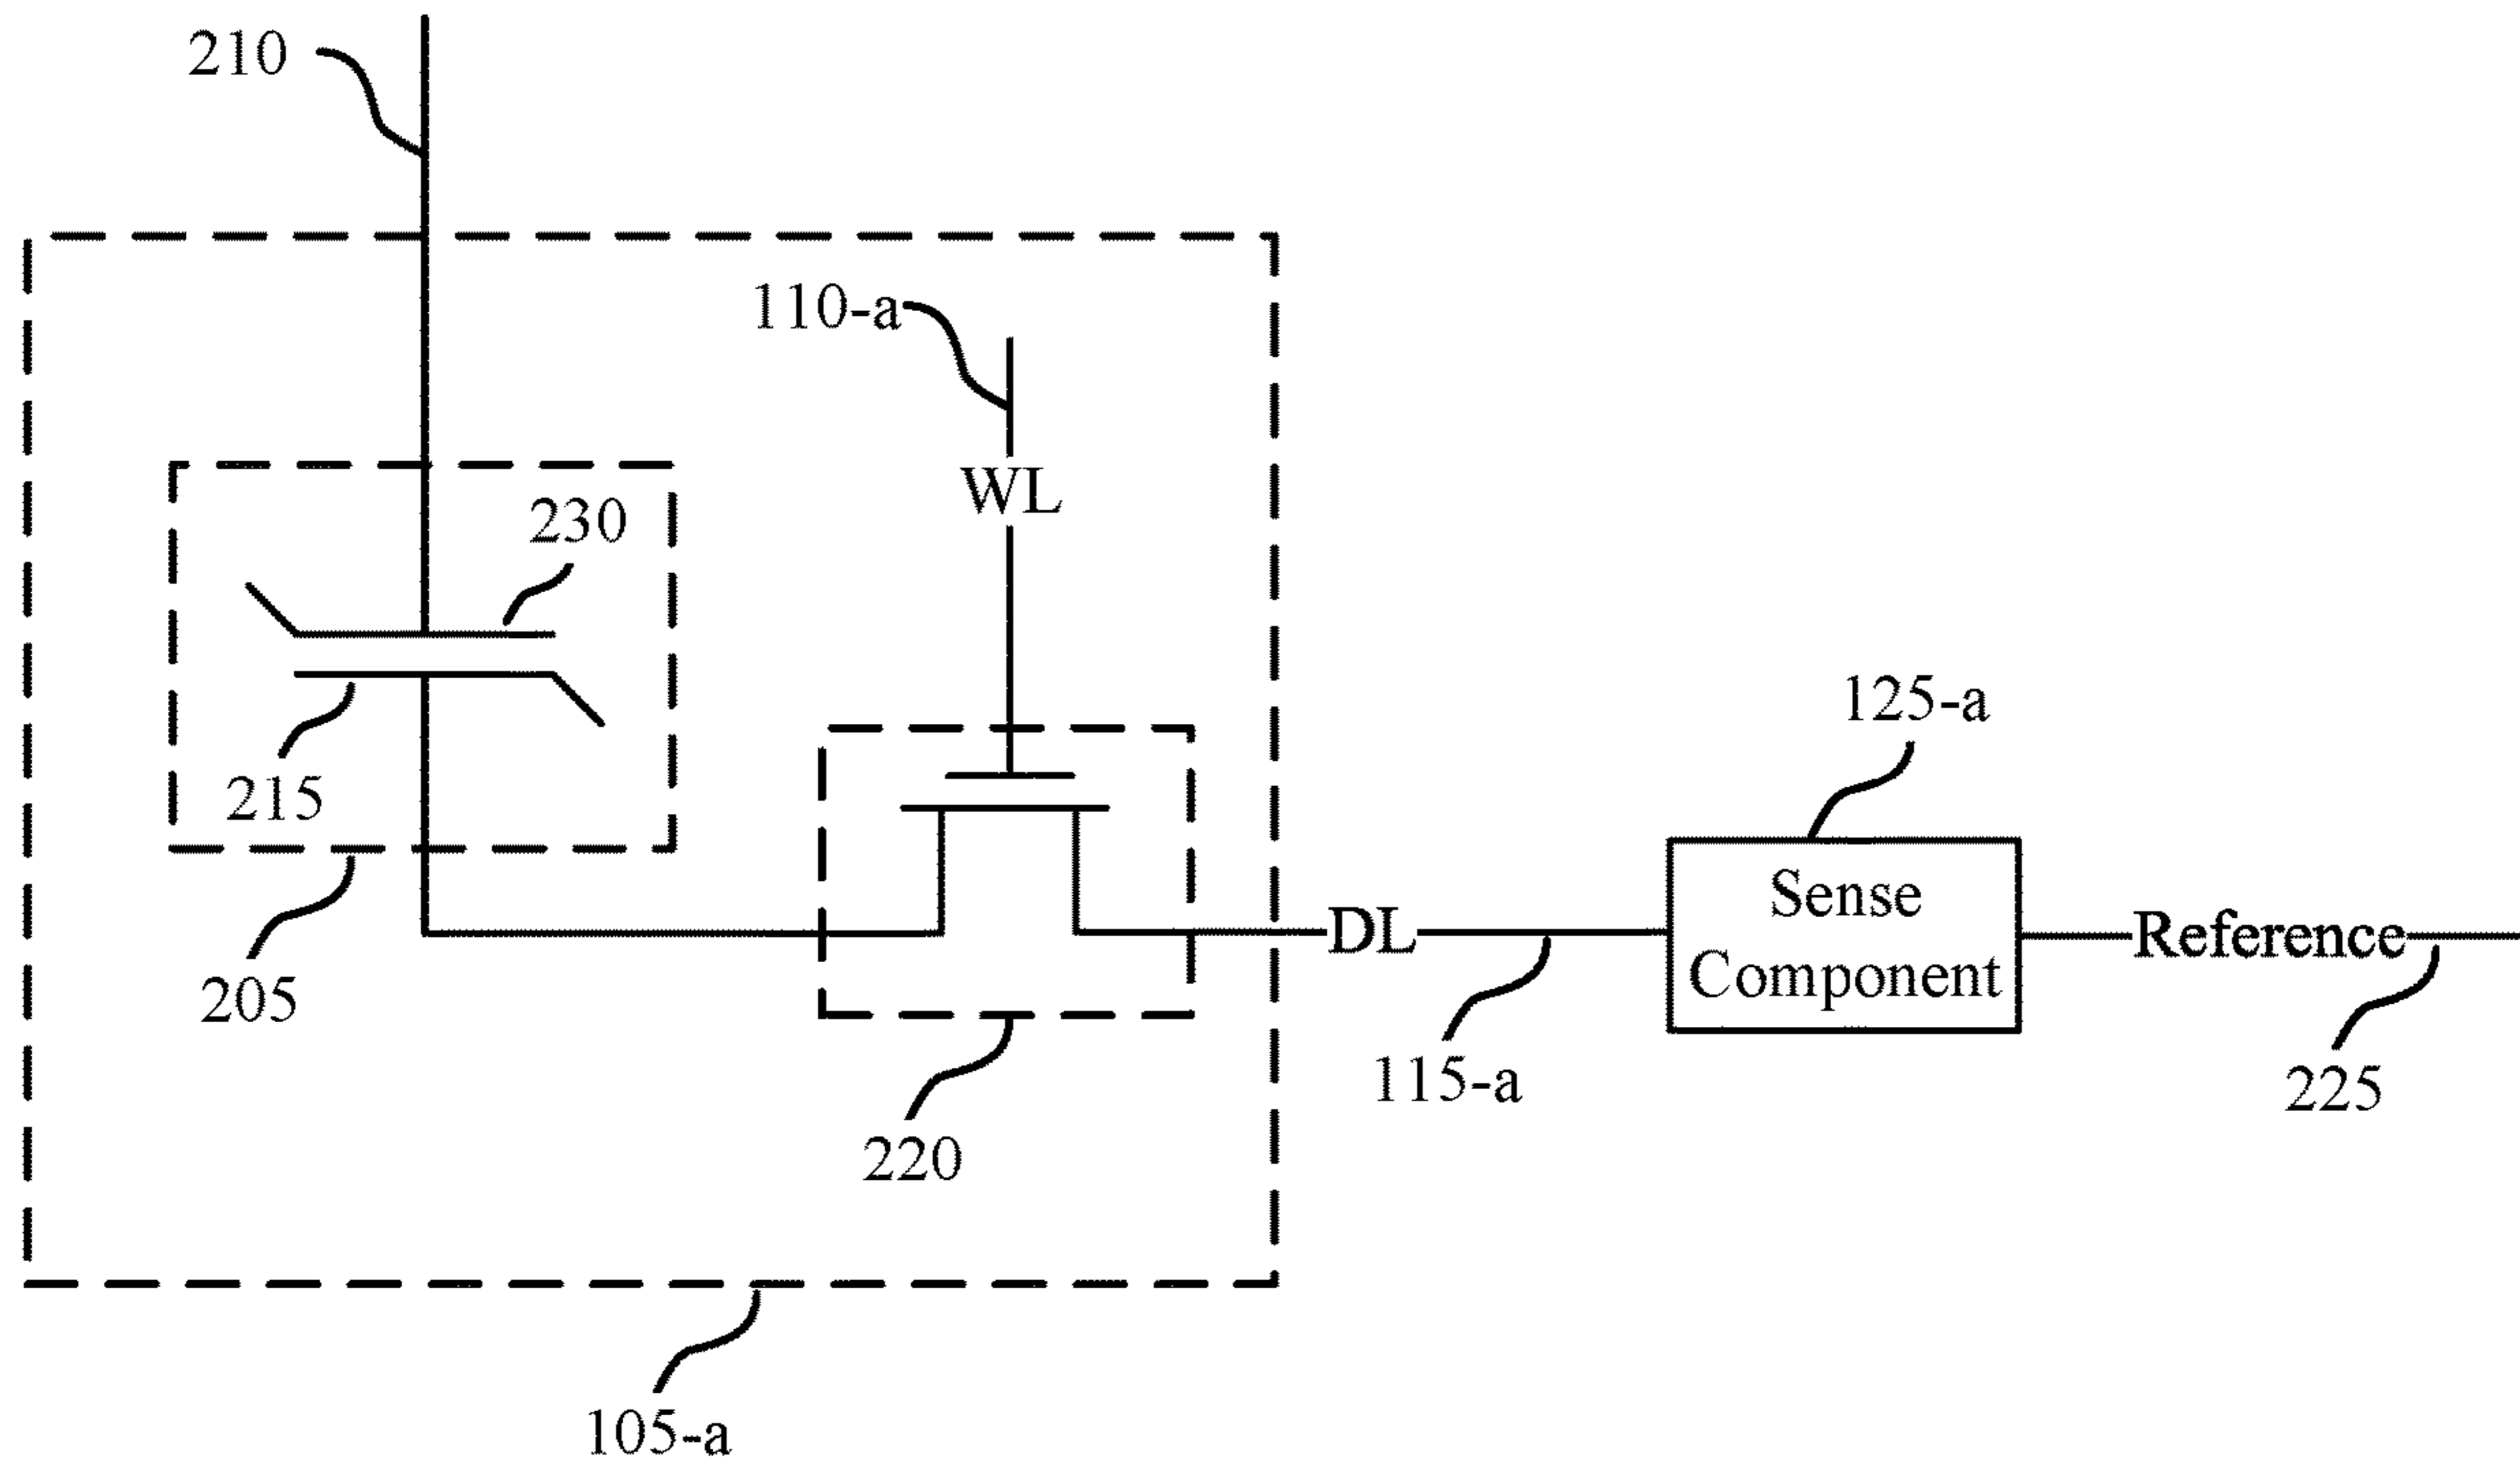 210
110-a
WL
230
125-a
215
Sense
Component
DL
Reference
205
115-a
225
220
105-a